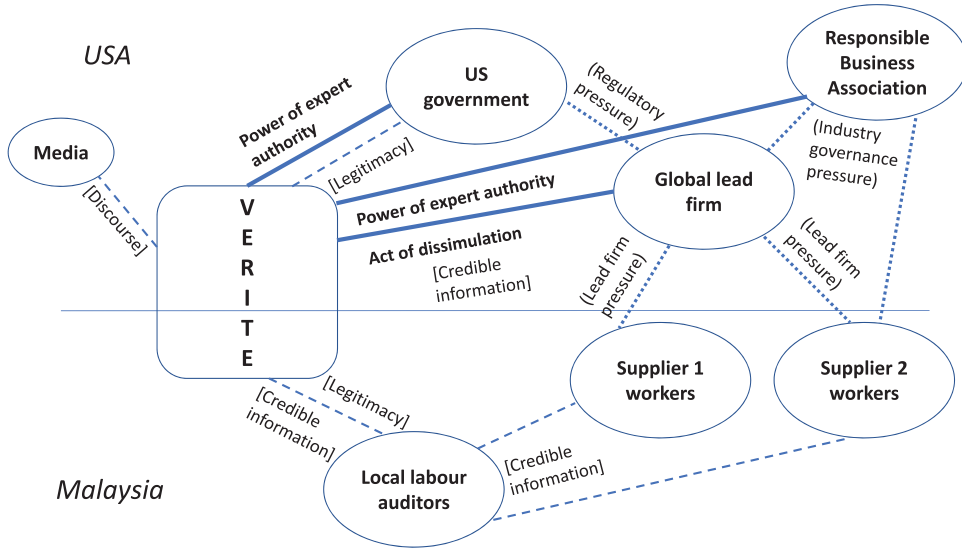 USA
US
government
Responsible
Business
Association
Media
Power of expert
authority
[Legitimacy]
(Regulatory
pressure)
(Industry
governance
pressure)
[Discourse]
V
E
R
I
T
E
Power of expert authority
Act of dissimulation
[Credible
information]
Global lead
firm
(Lead firm
pressure)
(Lead firm
pressure)
Supplier 1
workers
Supplier 2
workers
[Legitimacy]
[Credible
information]
Local labour
auditors
[Credible
information]
Malaysia